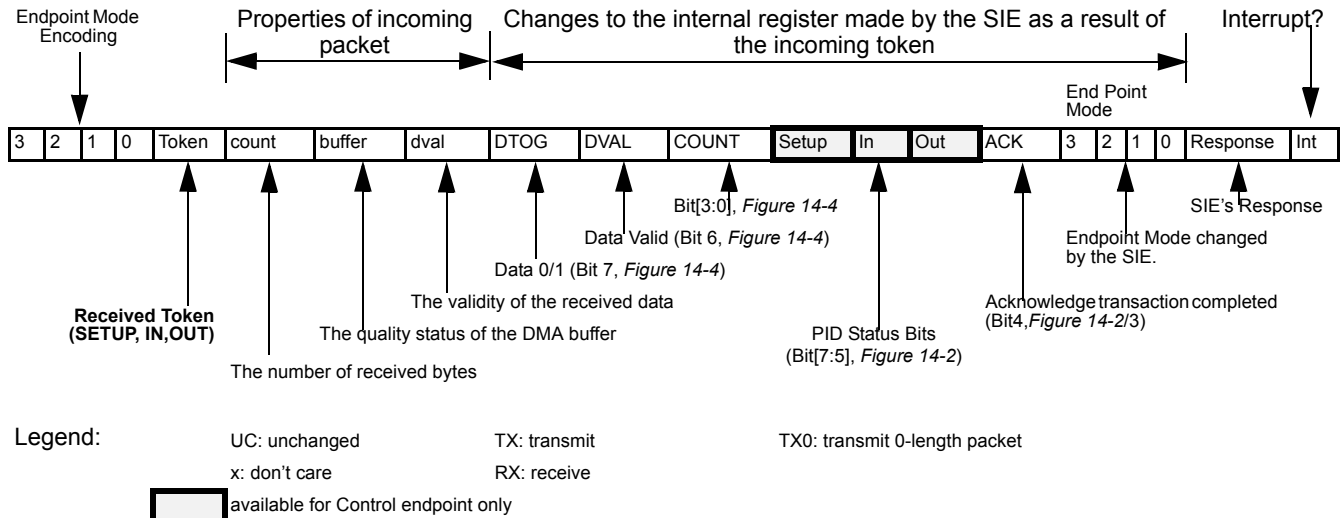 Endpoint Mode
Encoding
Properties of incoming
packet
Changes to the internal register made by the SIE as a result of
the incoming token
Interrupt?
End Point
Mode
3 2 1 0 Token count buffer dval DTOG DVAL COUNT Setup In Out ACK 3 2 1 0 Response Int
Bit[3:0], Figure 14-4
SIE's Response
Data Valid (Bit 6, Figure 14-4)
Endpoint Mode changed
by the SIE.
Data 0/1 (Bit 7, Figure 14-4)
The validity of the received data
Received Token
(SETUP, IN,OUT)
The quality status of the DMA buffer
PID Status Bits
(Bit[7:5], Figure 14-2)
Acknowledge transaction completed
(Bit4,Figure 14-2/3)
The number of received bytes
Legend:
UC: unchanged
TX: transmit
TX0: transmit 0-length packet
x: don't care
RX: receive
available for Control endpoint only